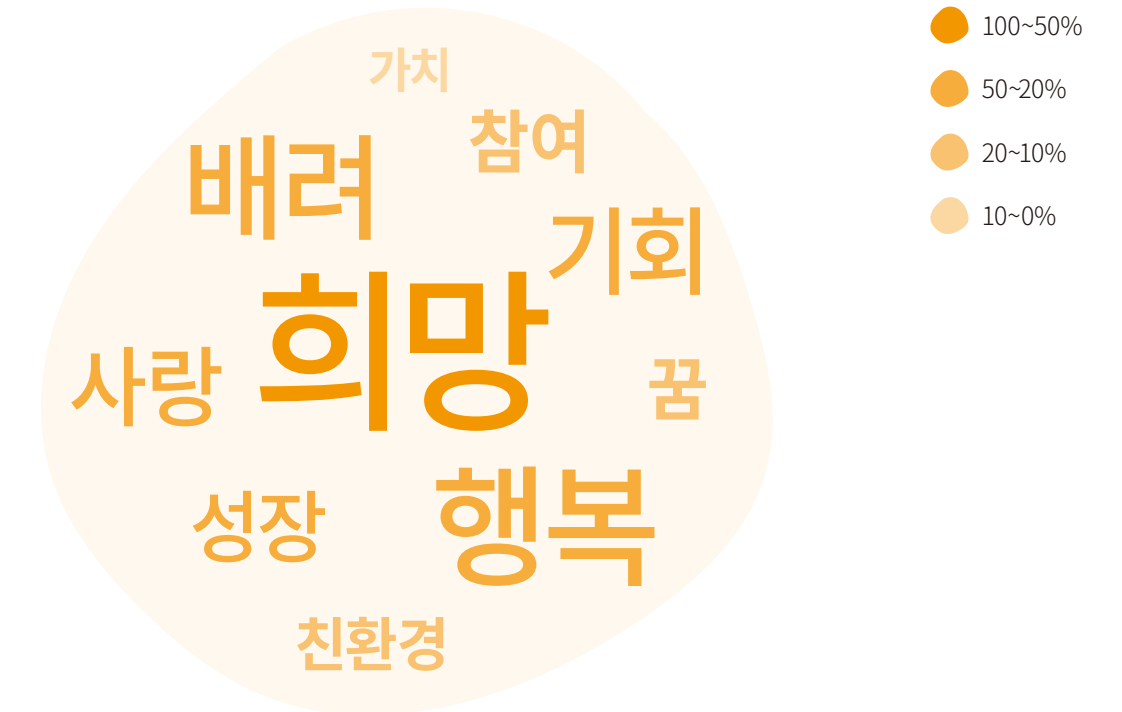 가치
참여
배려
기회
희망
사랑
꿈
행복
성장
친환경
100~50%
50~20%
20~10%
10~0%